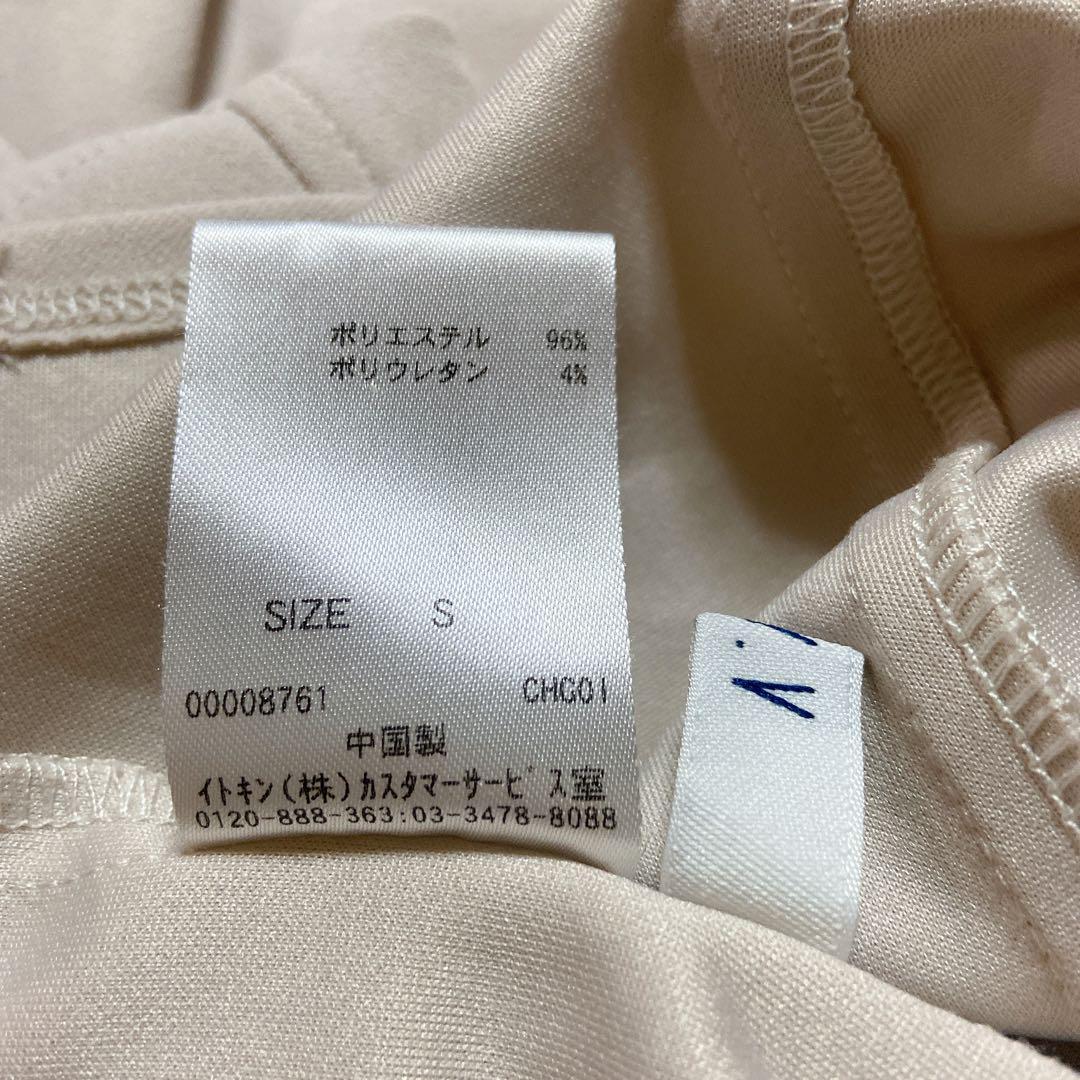 ポリエステル 96%
ポリウレタン 4%
SIZE S
00008761 CHG01
中国製
イトキン(株)カスタマーサービス室
0120-888-363:03-3478-8088